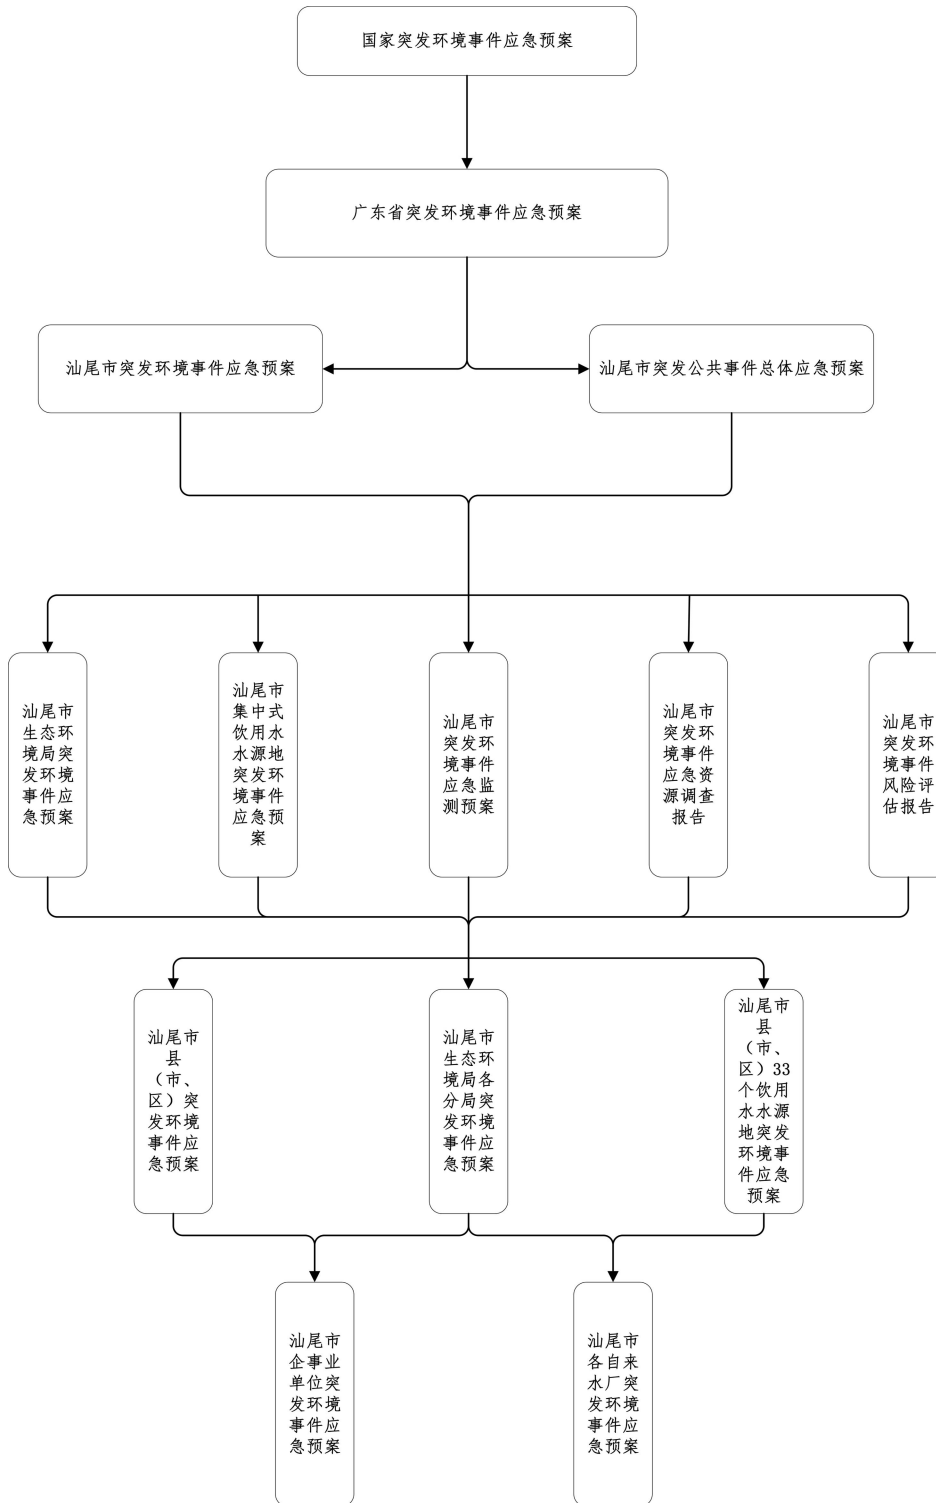 国家突发环境事件应急预案
广东省突发环境事件应急预案
汕尾市突发环境事件应急预案
汕尾市突发公共事件总体应急预案
汕尾市
生态环
境局突
发环境
事件应
急预案
汕尾市
集中式
饮用水
水源地
突发环
境事件
应急预
案
汕尾市
突发环
境事件
应急监
测预案
汕尾市
突发环
境事件
应急资
源调查
报告
汕尾市
突发环
境事件
风险评
估报告
汕尾市
县
（市、
区）突
发环境
事件应
急预案
汕尾市
生态环
境局各
分局突
发环境
事件应
急预案
汕尾市
县
（市、
区）33
个饮用
水水源
地突发
环境事
件应急
预案
汕尾市
企事业
单位突
发环境
事件应
急预案
汕尾市
各自来
水厂突
发环境
事件应
急预案